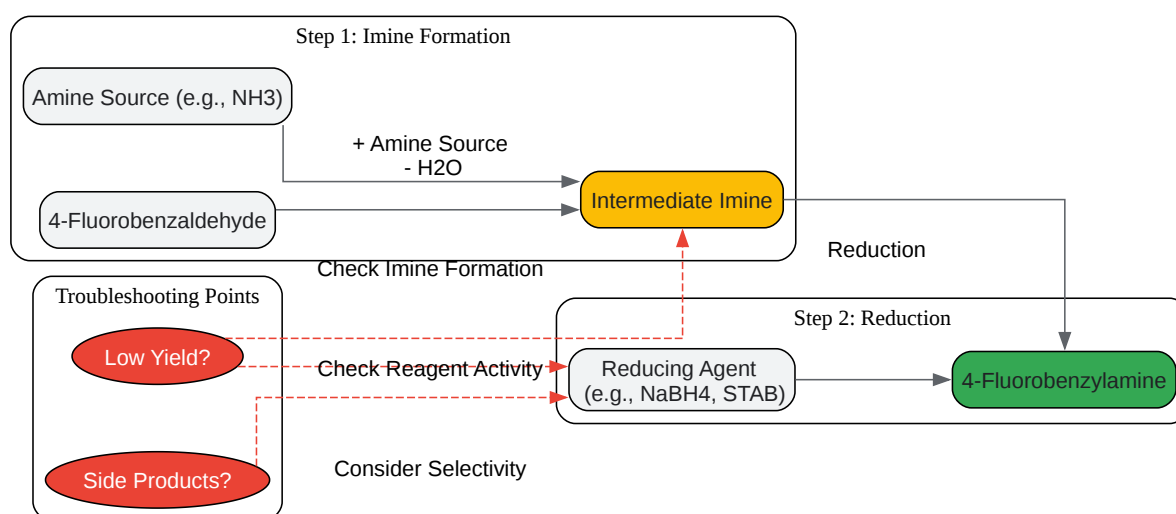 Step 1: Imine Formation
Amine Source (e.g., NH3)
+ Amine Source
- H2O
Intermediate Imine
4-Fluorobenzaldehyde
Reduction
Check Imine Formation
Troubleshooting Points
Step 2: Reduction
Low Yield?
Check Reagent Activity
Reducing Agent
(e.g., NaBH4, STAB)
4-Fluorobenzylamine
Side Products?
Consider Selectivity